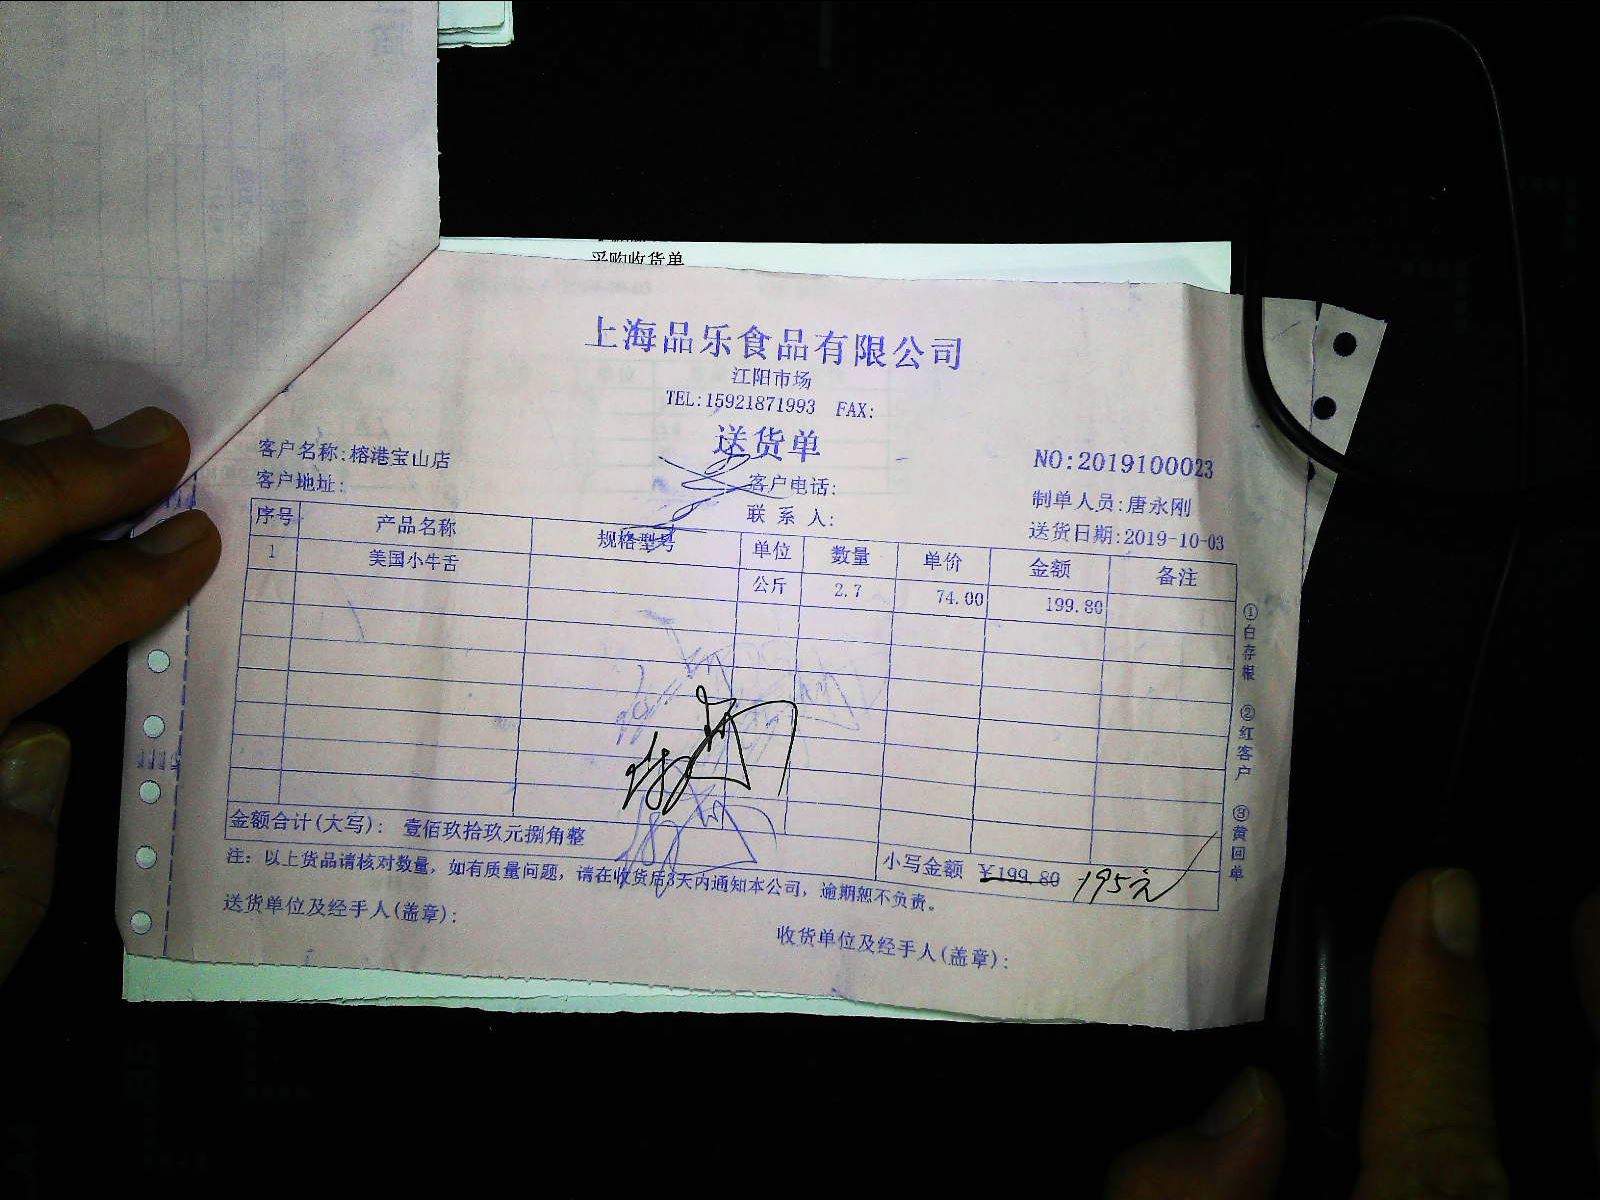 采购收货单
上海品乐食品有限公司
江阳市场
TEL:15921871993 FAX:
送货单
客户名称:榕港宝山店
NO:2019100023
客户地址:
客户电话:
制单人员:唐永刚
联 系 人:
送货日期:2019-10-03
序号 产品名称 规格型号 单位 数量 单价 金额 备注
1 美国小牛舌 公斤 2.7 74.00 199.80
金额合计(大写): 壹佰玖拾玖元捌角整
小写金额 ¥199.80 195元
注: 以上货品请核对数量, 如有质量问题, 请在收货后3天内通知本公司, 逾期恕不负责。
送货单位及经手人(盖章):
收货单位及经手人(盖章):
①白存根 ②红客户 ③黄回单